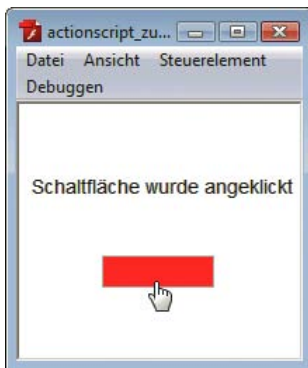 actionscript_zu...
Datei Ansicht Steuerelement
Debuggen
Schaltfläche wurde angeklickt